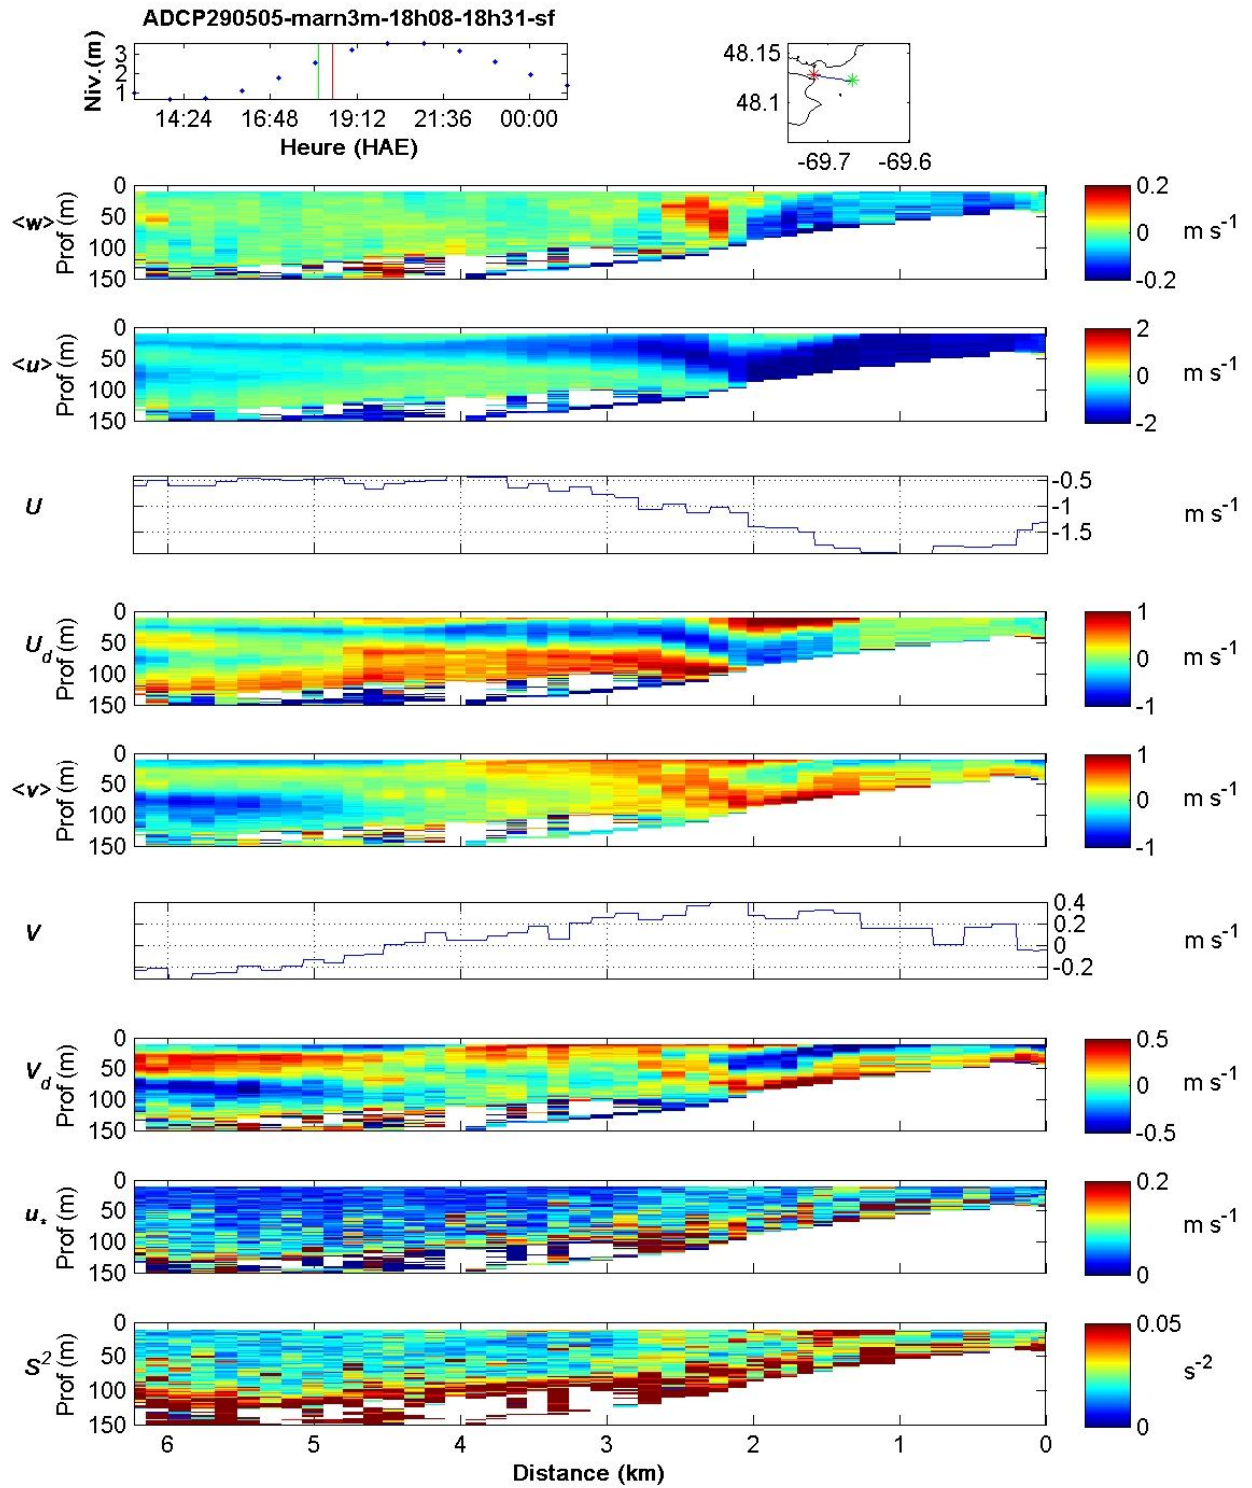 ADCP290505-marn3m-18h08-18h31-sf
Niv.(m)
3
2
1
14:24 16:48 19:12 21:36 00:00
Heure (HAE)
48.15
48.1
-69.7 -69.6
<w>
Prof (m)
0
50
100
150
0.2
0
-0.2
m s-1
<u>
Prof (m)
0
50
100
150
2
0
-2
m s-1
U
-0.5
-1
-1.5
m s-1
Ud
Prof (m)
0
50
100
150
1
0
-1
m s-1
<v>
Prof (m)
0
50
100
150
1
0
-1
m s-1
V
0.4
0.2
0
-0.2
m s-1
Vd
Prof (m)
0
50
100
150
0.5
0
-0.5
m s-1
u*
Prof (m)
0
50
100
150
0.2
0
m s-1
S2
Prof (m)
0
50
100
150
0.05
0
s-2
6 5 4 3 2 1 0
Distance (km)